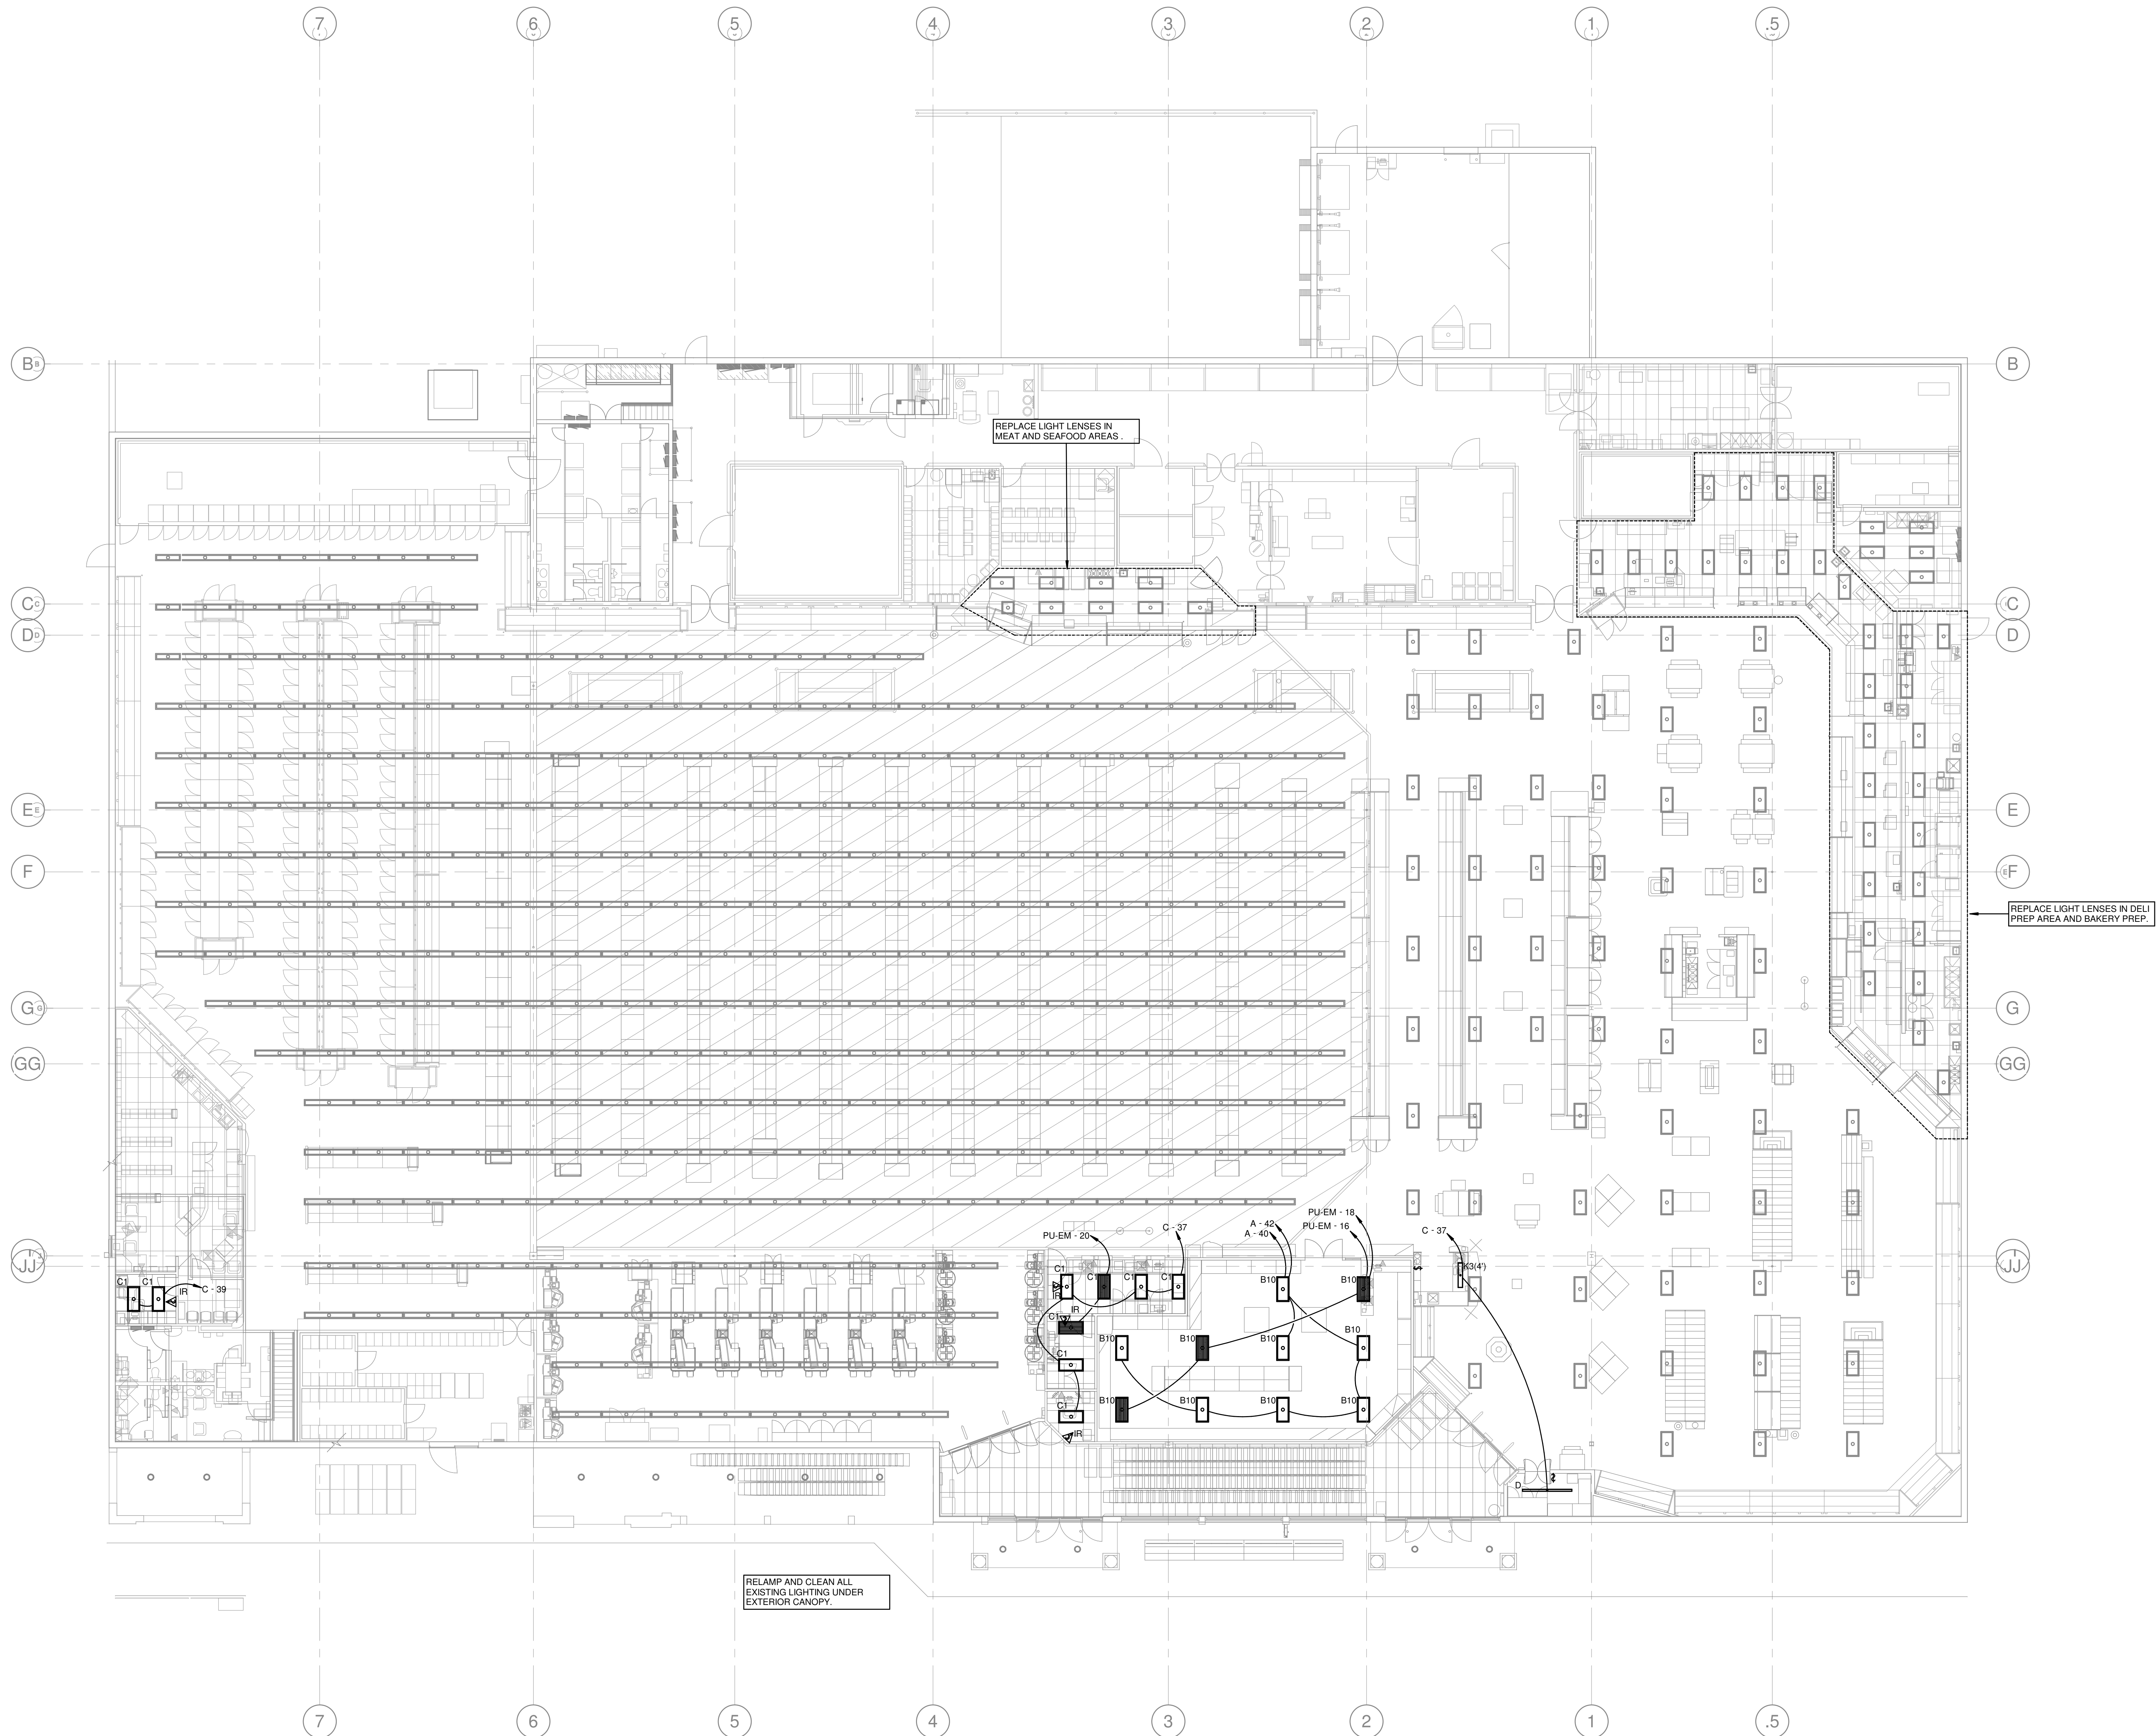 7
6
5
4
3
2
1
.5
B
B
B
REPLACE LIGHT LENSES IN
MEAT AND SEAFOOD AREAS .
C
C
C
D
D
D
E
E
E
F
F
REPLACE LIGHT LENSES IN DELI
PREP AREA AND BAKERY PREP.
G
G
G
GG
GG
PU-EM - 18
A - 42
PU-EM - 16
C - 37
C - 37
A - 40
PU-EM - 20
JJ
JJ
C1
C1
IR
C - 39
C1
C1
C1
IR
IR
C1
C1
C1
IR
B10
B10
K3(4')
B10
B10
B10
B10
B10
B10
B10
B10
D
RELAMP AND CLEAN ALL
EXISTING LIGHTING UNDER
EXTERIOR CANOPY.
7
6
5
4
3
2
1
.5